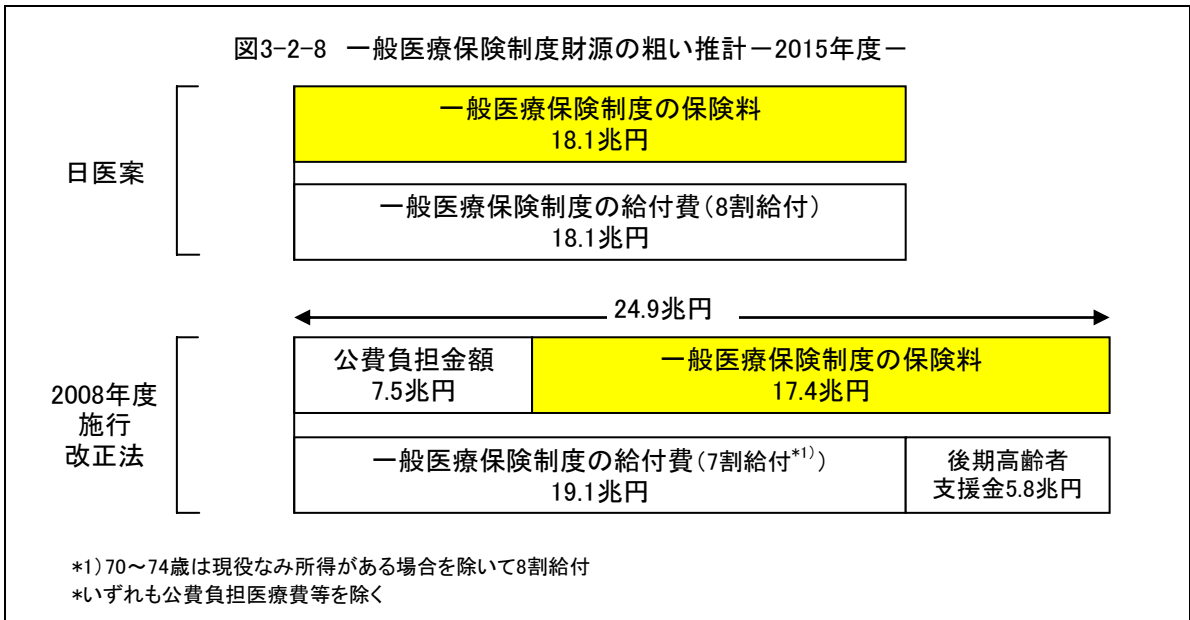 図3-2-8 一般医療保険制度財源の粗い推計－2015年度－
一般医療保険制度の保険料
18.1兆円
日医案
一般医療保険制度の給付費（8割給付）
18.1兆円
24.9兆円
公費負担金額
7.5兆円
一般医療保険制度の保険料
17.4兆円
2008年度
施行
改正法
一般医療保険制度の給付費（7割給付*1)）
19.1兆円
後期高齢者
支援金5.8兆円
*1)70～74歳は現役なみ所得がある場合を除いて8割給付
*いずれも公費負担医療費等を除く